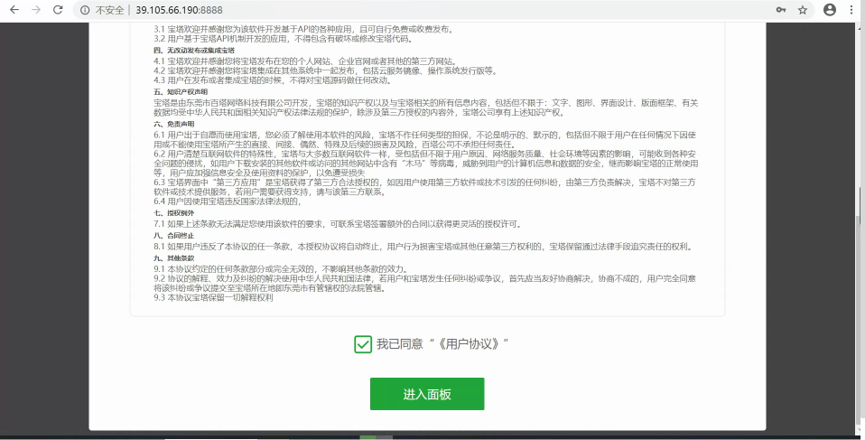 不安全 | 39.105.66.190:8888
3.1 宝塔欢迎并感谢您为该软件开发基于API的各种应用，且可自行免费或收费发布。
3.2 用户基于宝塔API机制开发的应用，不得包含有破坏或修改宝塔代码。
四、无改动发布或集成宝塔
4.1 宝塔欢迎并感谢您将宝塔发布在您的个人网站、企业官网或者其他的第三方网站。
4.2 宝塔欢迎并感谢您将宝塔集成在其他系统中一起发布，包括云服务镜像、操作系统发行版等。
4.3 用户在发布或者集成宝塔的时候，不得对宝塔源码做任何改动。
五、知识产权声明
宝塔是由东莞市百塔网络科技有限公司开发，宝塔的知识产权以及与宝塔相关的所有信息内容，包括但不限于：文字、图形、界面设计、版面框架、有关
数据均受中华人民共和国相关知识产权法律法规的保护，除涉及第三方授权的内容外，宝塔公司享有上述知识产权。
六、免责声明
6.1 用户出于自愿而使用宝塔，您必须了解使用本软件的风险，宝塔不作任何类型的担保，不论是明示的、默示的，包括但不限于用户在任何情况下因使
用或不能使用宝塔所产生的直接、间接、偶然、特殊及后续的损害及风险，百塔公司不承担任何责任。
6.2 用户清楚互联网软件的特殊性，宝塔与大多数互联网软件一样，受包括但不限于用户原因、网络服务质量、社会环境等因素的影响，可能收到各种安
全问题的侵扰，如用户下载安装的其他软件或访问的其他网站中含有“木马”等病毒，威胁到用户的计算机信息和数据的安全，继而影响宝塔的正常使用
等，用户应加强信息安全及使用资料的保护，以免遭受损失
6.3 宝塔界面中“第三方应用”是宝塔获得了第三方合法授权的，如因用户使用第三方软件或技术引发的任何纠纷，由第三方负责解决，宝塔不对第三方
软件或技术提供服务，若用户需要获得支持，请与该第三方联系。
6.4 用户因使用宝塔违反国家法律法规的，
七、授权例外
7.1 如果上述条款无法满足您使用该软件的要求，可联系宝塔签署额外的合同以获得更灵活的授权许可。
八、合同终止
8.1 如果用户违反了本协议的任一条款，本授权协议将自动终止，用户行为损害宝塔或其他任意第三方权利的，宝塔保留通过法律手段追究责任的权利。
九、其他条款
9.1 本协议约定的任何条款部分或完全无效的，不影响其他条款的效力。
9.2 协议的解释、效力及纠纷的解决使用中华人民共和国法律，若用户和宝塔发生任何纠纷或争议，首先应当友好协商解决，协商不成的，用户完全同意
将该纠纷或争议提交至宝塔所在地即东莞市有管辖权的法院管辖。
9.3 本协议宝塔保留一切解释权利
我已同意“《用户协议》”
进入面板